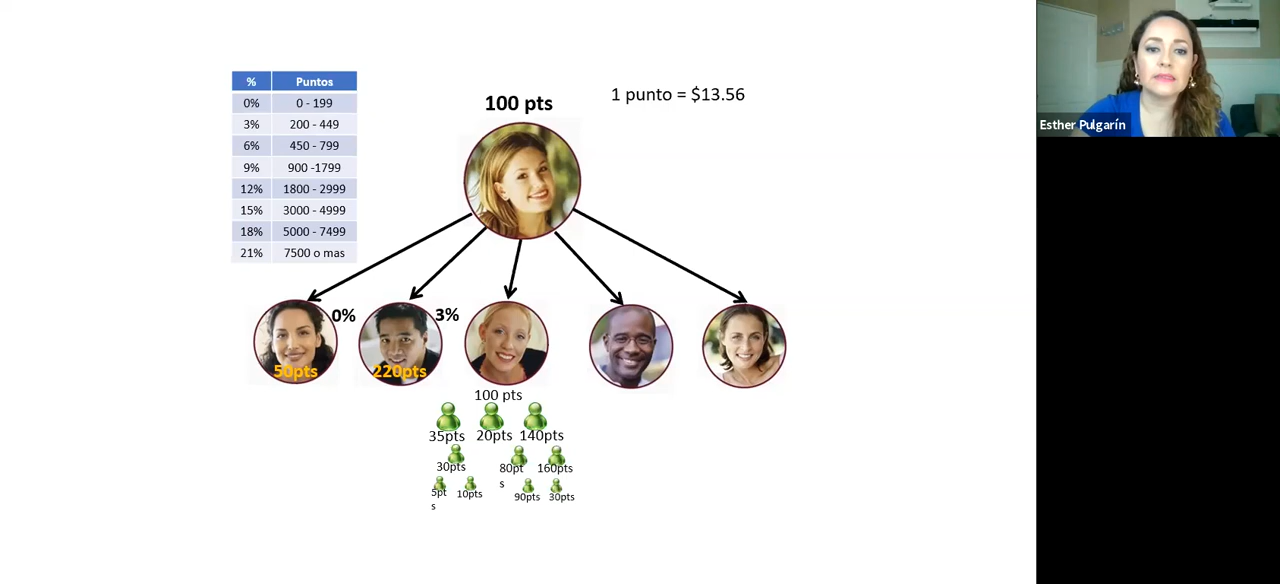 % Puntos
0% 0 - 199
3% 200 - 449
6% 450 - 799
9% 900 -1799
12% 1800 - 2999
15% 3000 - 4999
18% 5000 - 7499
21% 7500 o mas
100 pts
1 punto = $13.56
Esther Pulgarín
0% 3%
50pts 220pts
100 pts
35pts 20pts 140pts
30pts 80pt 160pts
s
5pt 10pts 90pts 30pts
s